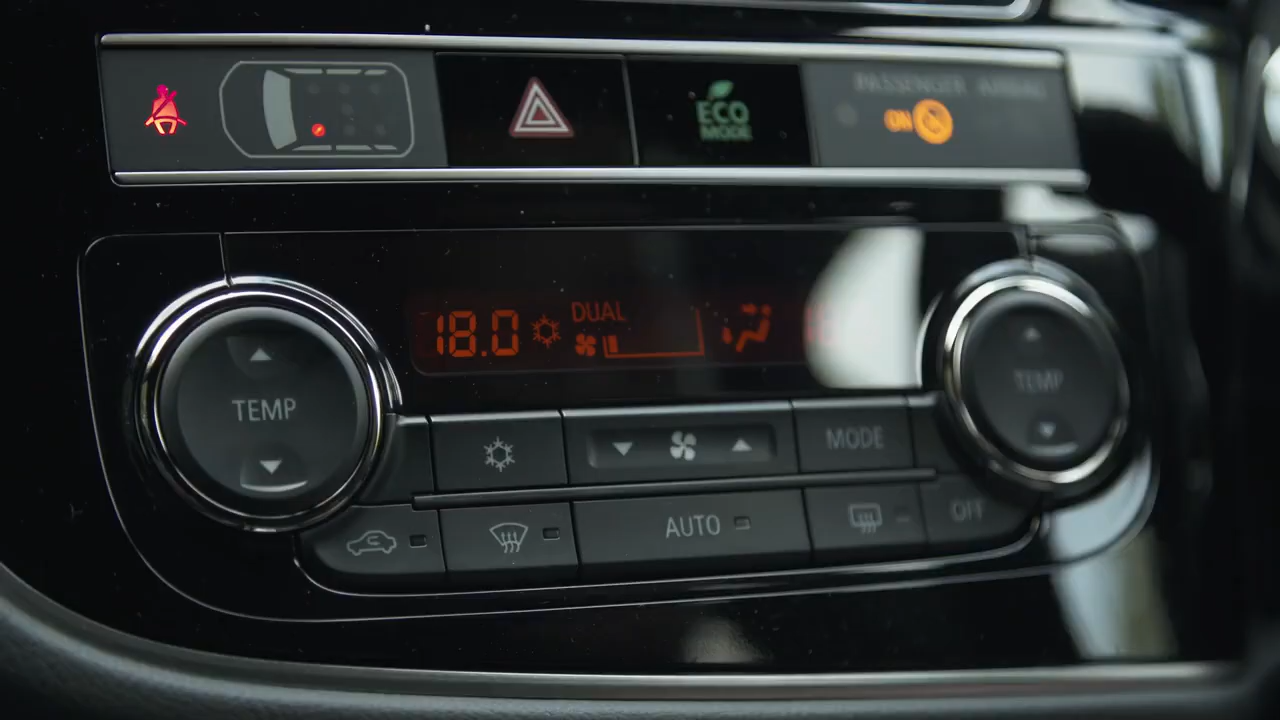 PASSENGER AIRBAG
ECO
MODE
ON
18.0
DUAL
TEMP
TEMP
MODE
AUTO
OFF